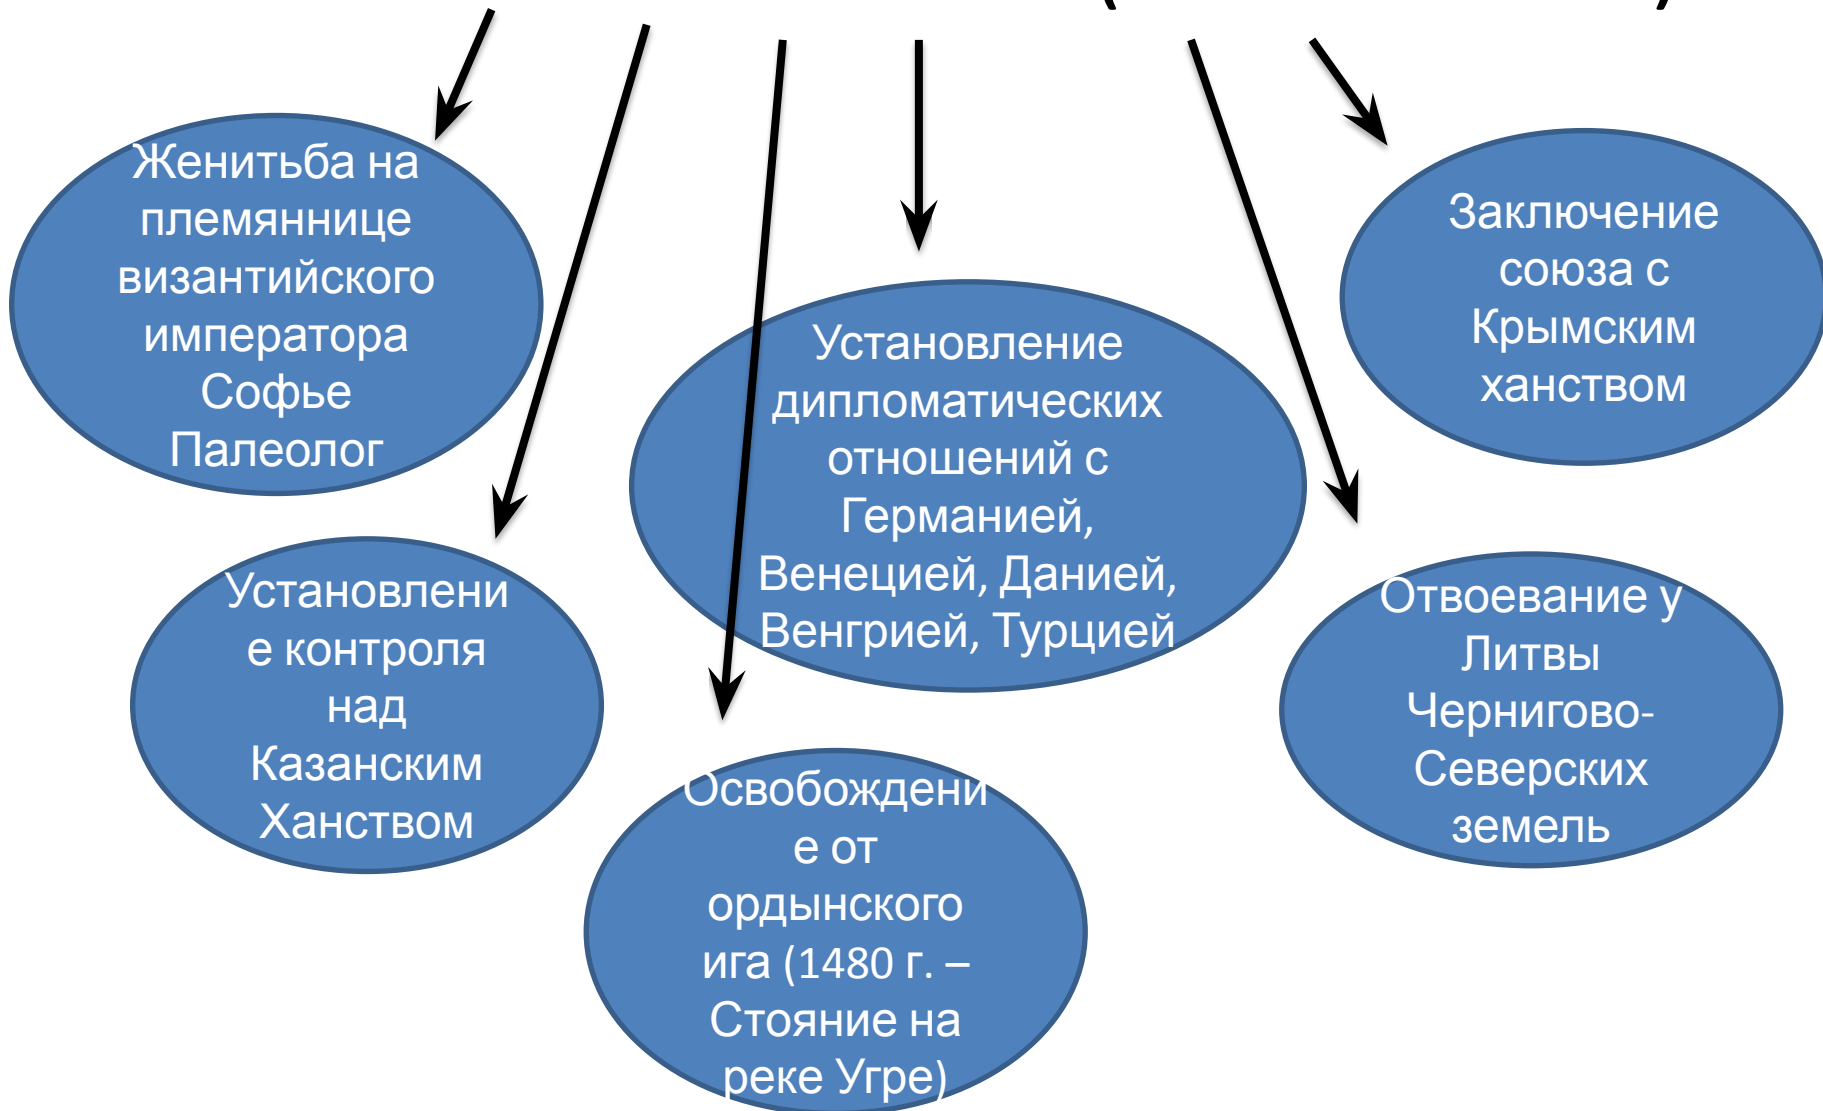 Женитьба на
племяннице
византийского
императора
Софье
Палеолог
Установлени
е контроля
над
Казанским
Ханством
Освобождени
е от
ордынского
ига (1480 г. –
Стояние на
реке Угре)
Установление
дипломатических
отношений с
Германией,
Венецией, Данией,
Венгрией, Турцией
Отвоевание у
Литвы
Чернигово-
Северских
земель
Заключение
союза с
Крымским
ханством